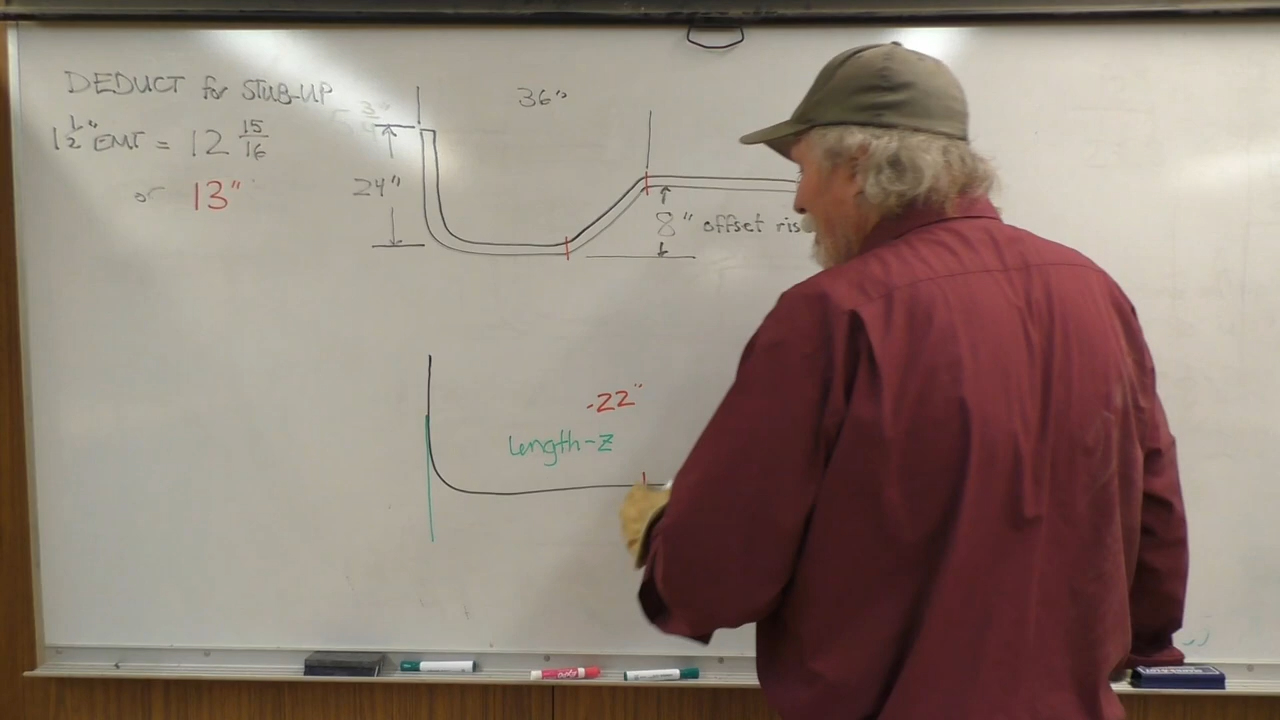 DEDUCT for STUB-UP
1 1/2" EMT = 12 15/16
or 13"
36"
24"
8" offset ris
-22"
Length-Z